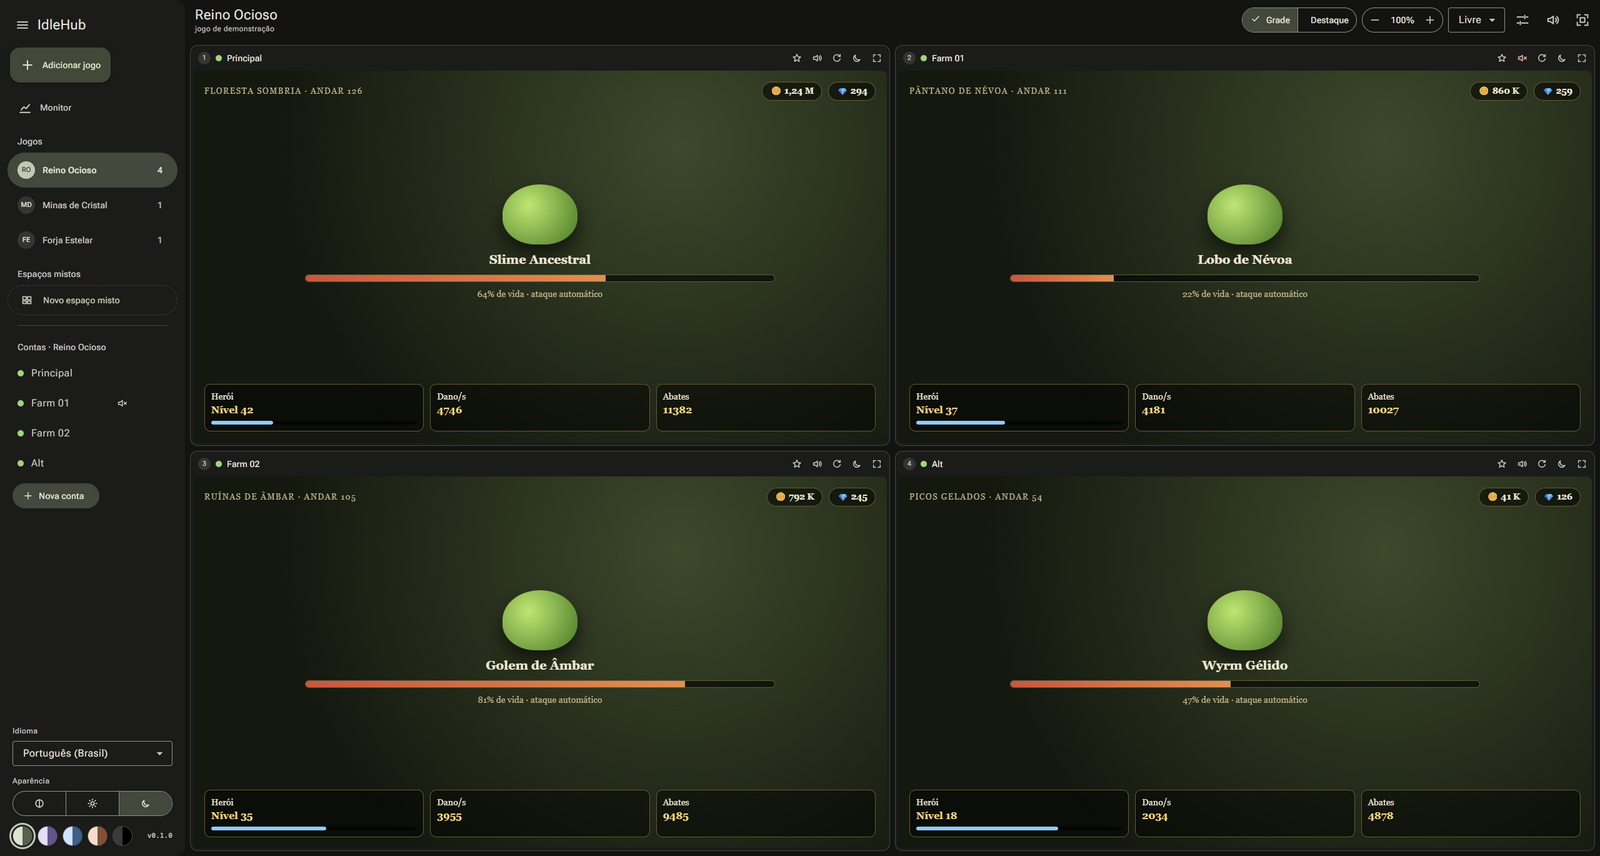 IdleHub
Adicionar jogo
Monitor
Jogos
RO Reino Ocioso 4
MD Minas de Cristal 1
FE Forja Estelar 1
Espaços mistos
Novo espaço misto
Contas · Reino Ocioso
Principal
Farm 01
Farm 02
Alt
Nova conta
Idioma
Português (Brasil)
Aparência
v0.1.0
Reino Ocioso
jogo de demonstração
Grade Destaque 100% Livre
1 Principal
FLORESTA SOMBRIA · ANDAR 126
1,24 M 294
Slime Ancestral
64% de vida · ataque automático
Herói
Nível 42
Dano/s
4746
Abates
11382
2 Farm 01
PÂNTANO DE NÉVOA · ANDAR 111
860 K 259
Lobo de Névoa
22% de vida · ataque automático
Herói
Nível 37
Dano/s
4181
Abates
10027
3 Farm 02
RUÍNAS DE ÂMBAR · ANDAR 105
792 K 245
Golem de Âmbar
81% de vida · ataque automático
Herói
Nível 35
Dano/s
3955
Abates
9485
4 Alt
PICOS GELADOS · ANDAR 54
41 K 126
Wyrm Gélido
47% de vida · ataque automático
Herói
Nível 18
Dano/s
2034
Abates
4878